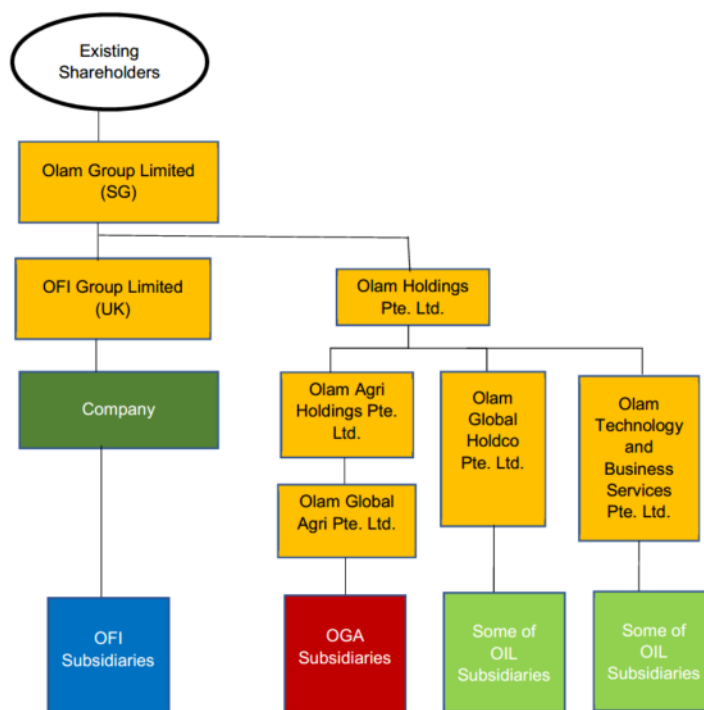 Existing
Shareholders
Olam Group Limited
(SG)
OFI Group Limited
(UK)
Olam Holdings
Pte. Ltd.
Company
Olam Agri
Holdings Pte.
Ltd.
Olam
Global
Holdco
Pte. Ltd.
Olam
Technology
and
Business
Services
Pte. Ltd.
Olam Global
Agri Pte. Ltd.
OFI
Subsidiaries
OGA
Subsidiaries
Some of
OIL
Subsidiaries
Some of
OIL
Subsidiaries